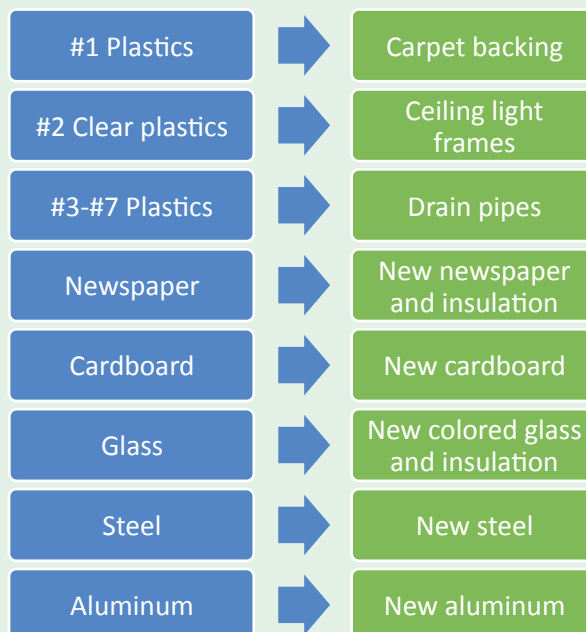 #1 Plastics
Carpet backing
#2 Clear plastics
Ceiling light
frames
#3-#7 Plastics
Drain pipes
Newspaper
New newspaper
and insulation
Cardboard
New cardboard
Glass
New colored glass
and insulation
Steel
New steel
Aluminum
New aluminum